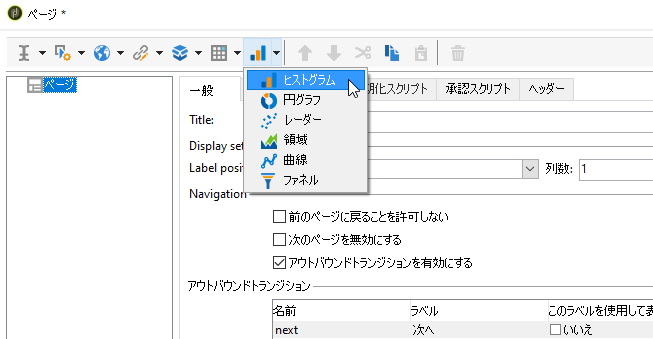 ページ *
ページ
ヒストグラム
円グラフ
レーダー
領域
曲線
ファネル
一般
期化スクリプト
承認スクリプト
ヘッダー
Title:
Display set
Label posi
列数: 1
Navigation
前のページに戻ることを許可しない
次のページを無効にする
アウトバウンドトランジションを有効にする
アウトバウンドトランジション
名前 ラベル このラベルを使用して表
next 次へ いいえ